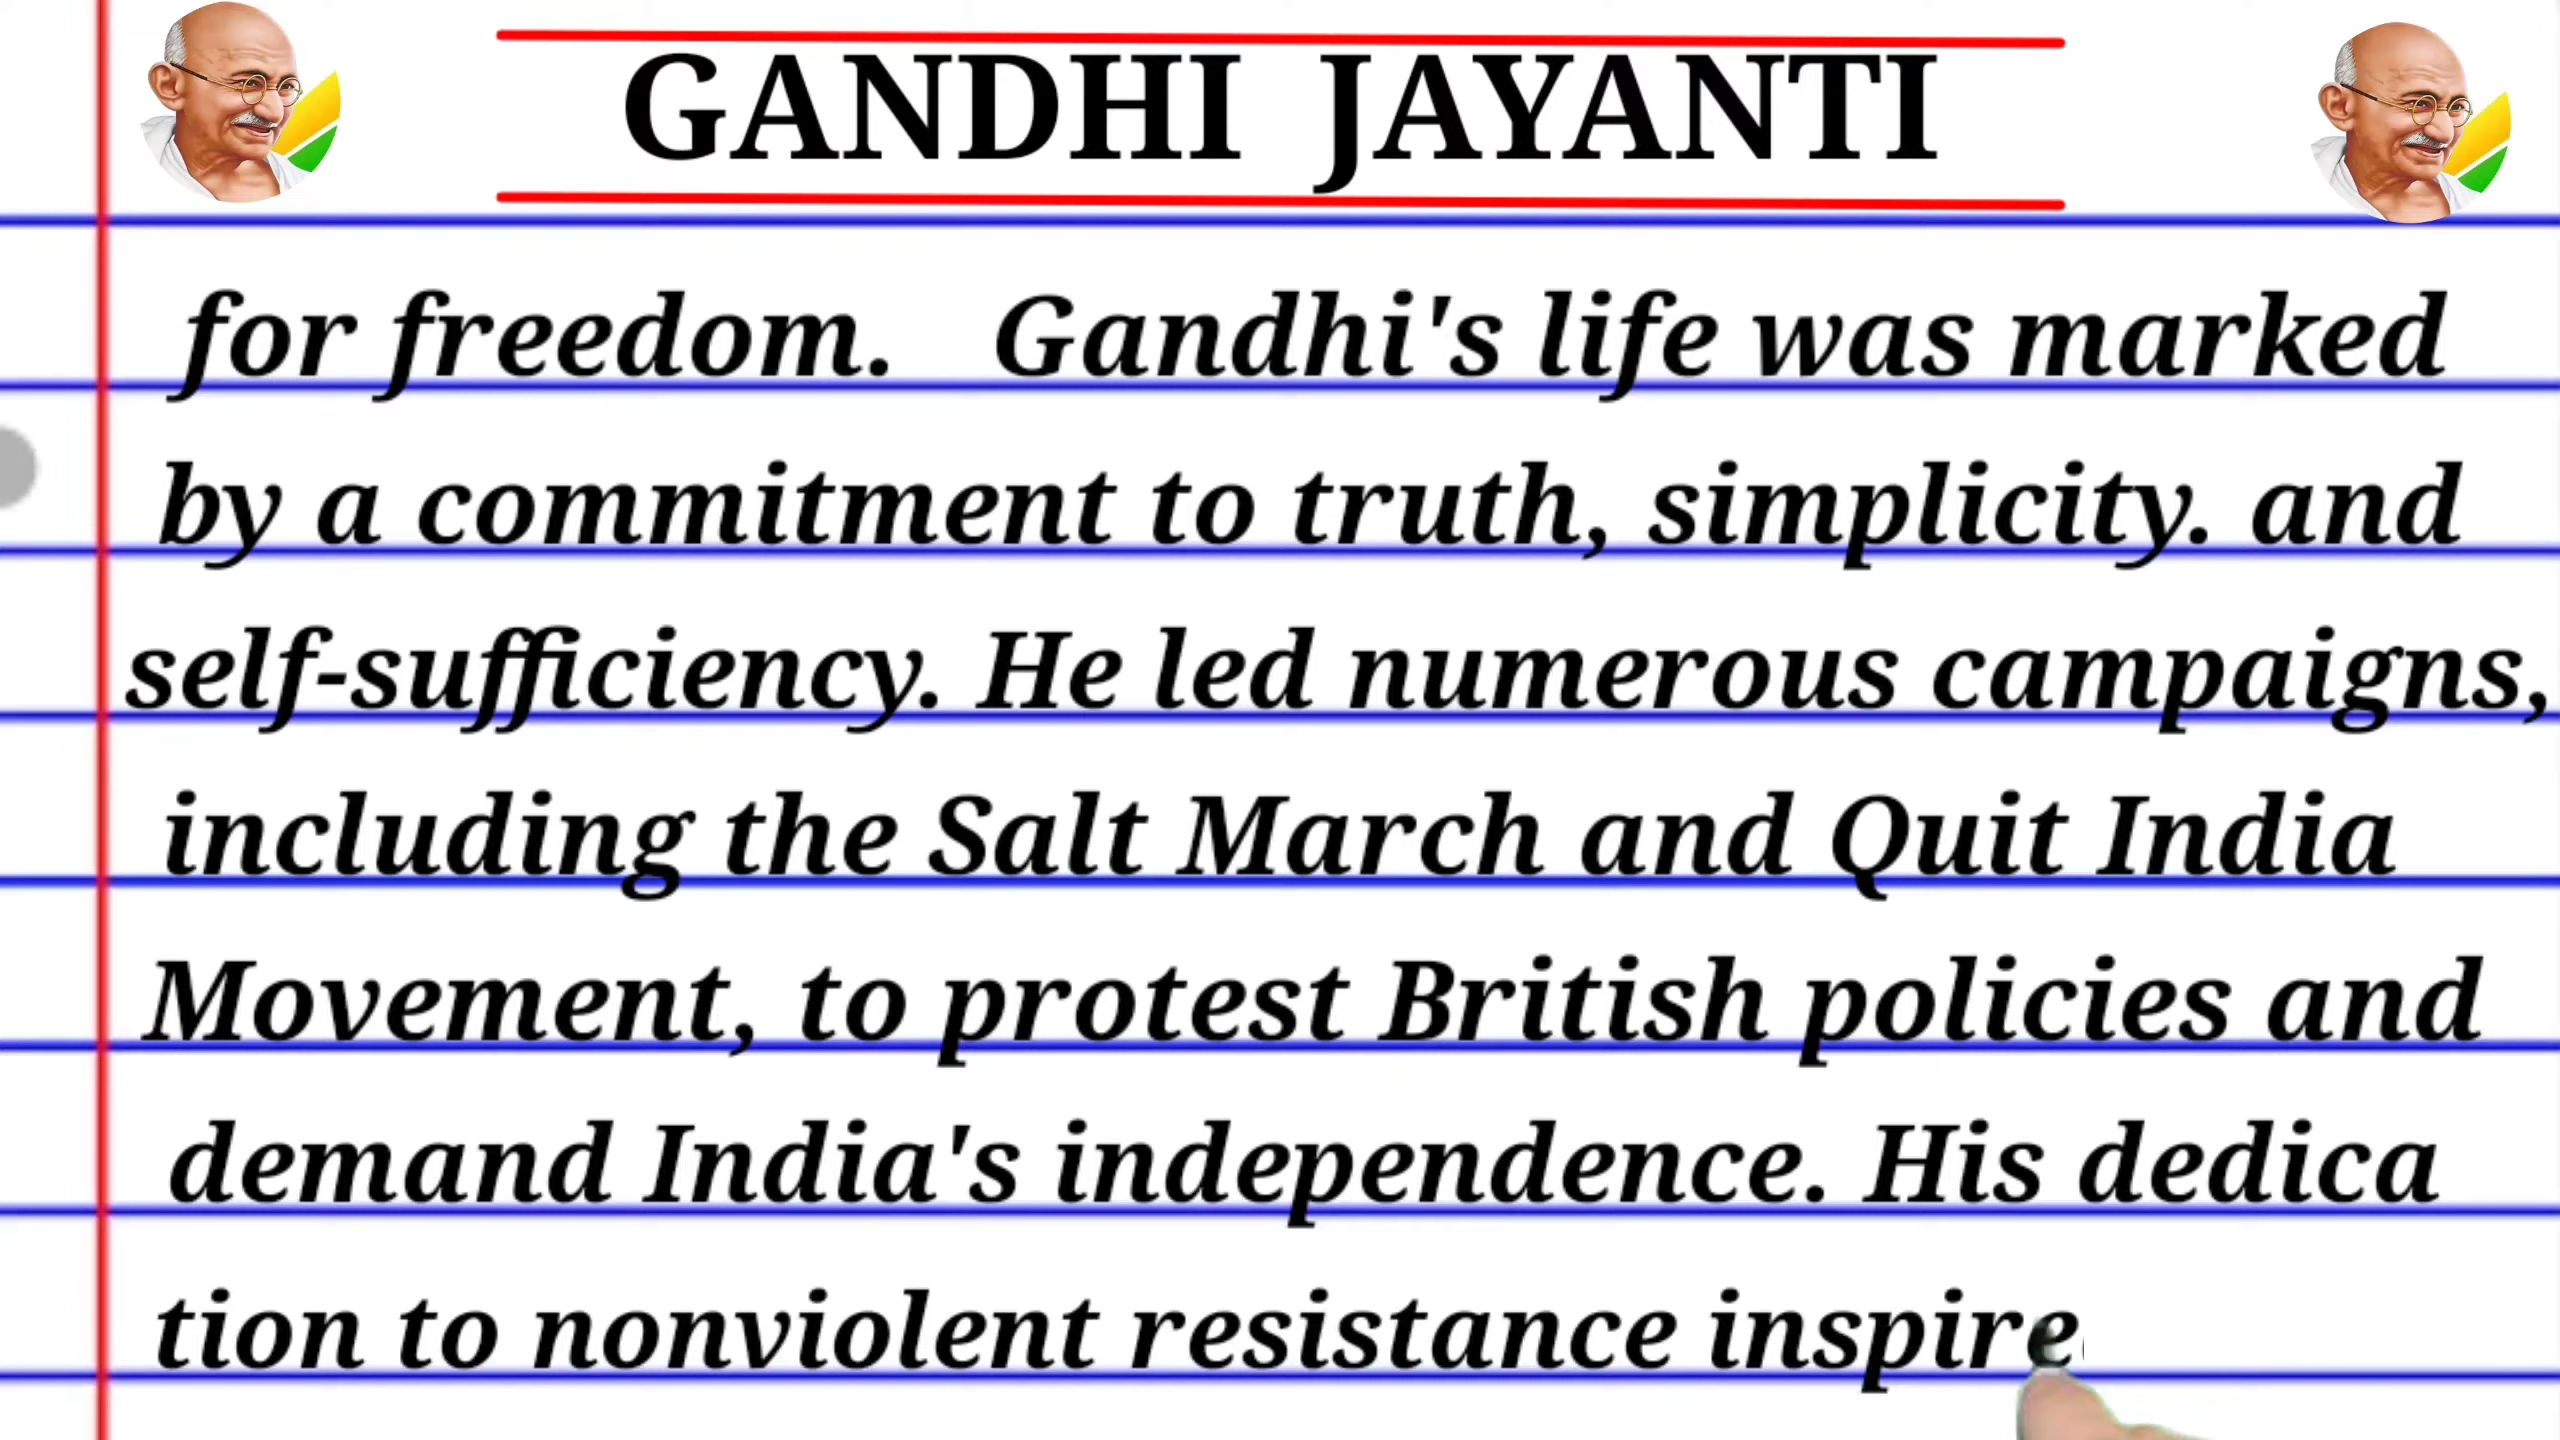 GANDHI JAYANTI
for freedom. Gandhi's life was marked
by a commitment to truth, simplicity. and
self-sufficiency. He led numerous campaigns,
including the Salt March and Quit India
Movement, to protest British policies and
demand India's independence. His dedica
tion to nonviolent resistance inspire